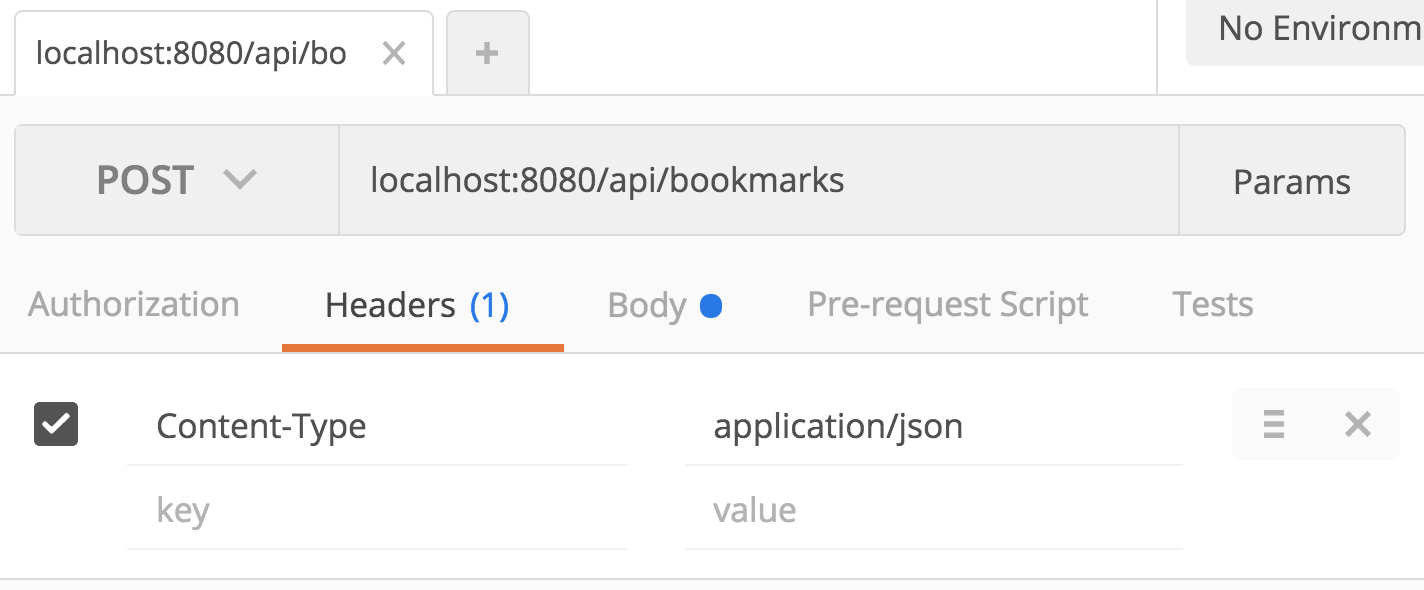 localhost:8080/api/bo
No Environm
POST localhost:8080/api/bookmarks Params
Authorization Headers (1) Body Pre-request Script Tests
Content-Type application/json
key value